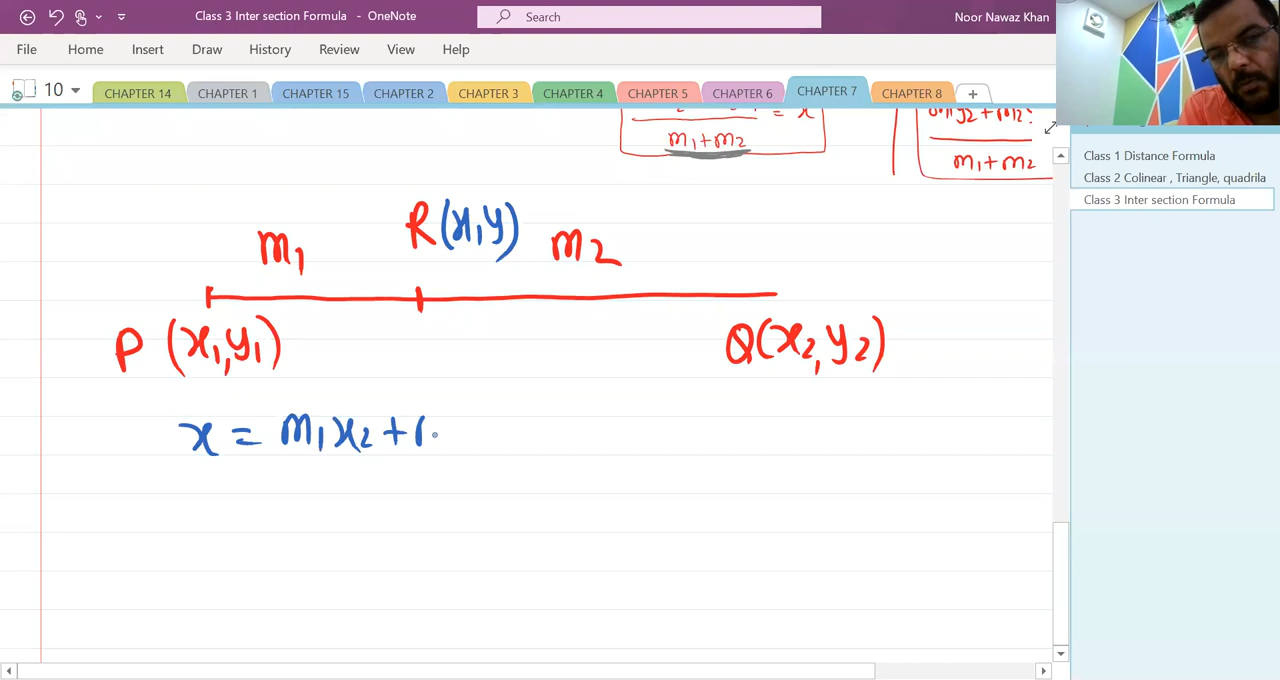 Class 3 Inter section Formula - OneNote
Search
Noor Nawaz Khan
File Home Insert Draw History Review View Help
10
CHAPTER 14 CHAPTER 1 CHAPTER 15 CHAPTER 2 CHAPTER 3 CHAPTER 4 CHAPTER 5 CHAPTER 6 CHAPTER 7 CHAPTER 8 +
Class 1 Distance Formula
Class 2 Colinear , Triangle, quadrila
Class 3 Inter section Formula
= x
m₁+m₂
m₁+m₂
m₁ R(x,y) m₂
P (x₁,y₁) Q(x₂,y₂)
x = m₁x₂ +